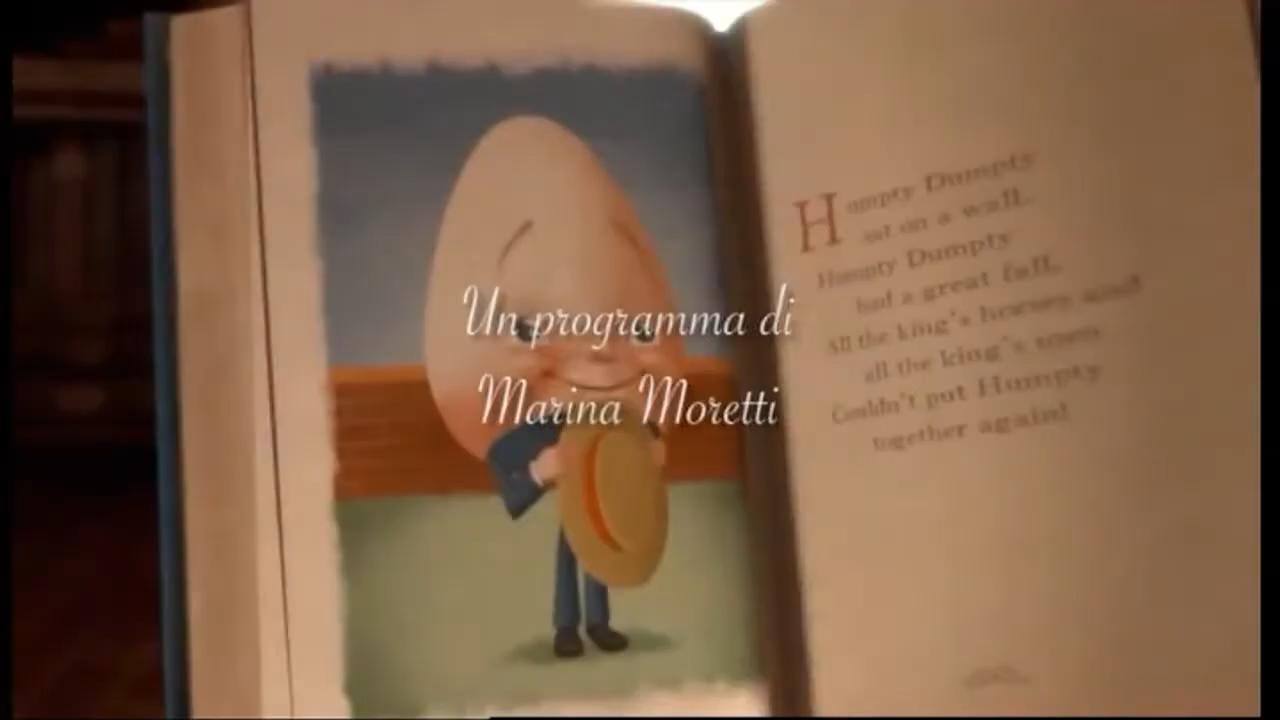 Un programma di
Marina Moretti
Humpty Dumpty
sat on a wall.
Humpty Dumpty
had a great fall.
All the king's horses, and
all the king's men
Couldn't put Humpty
together again!